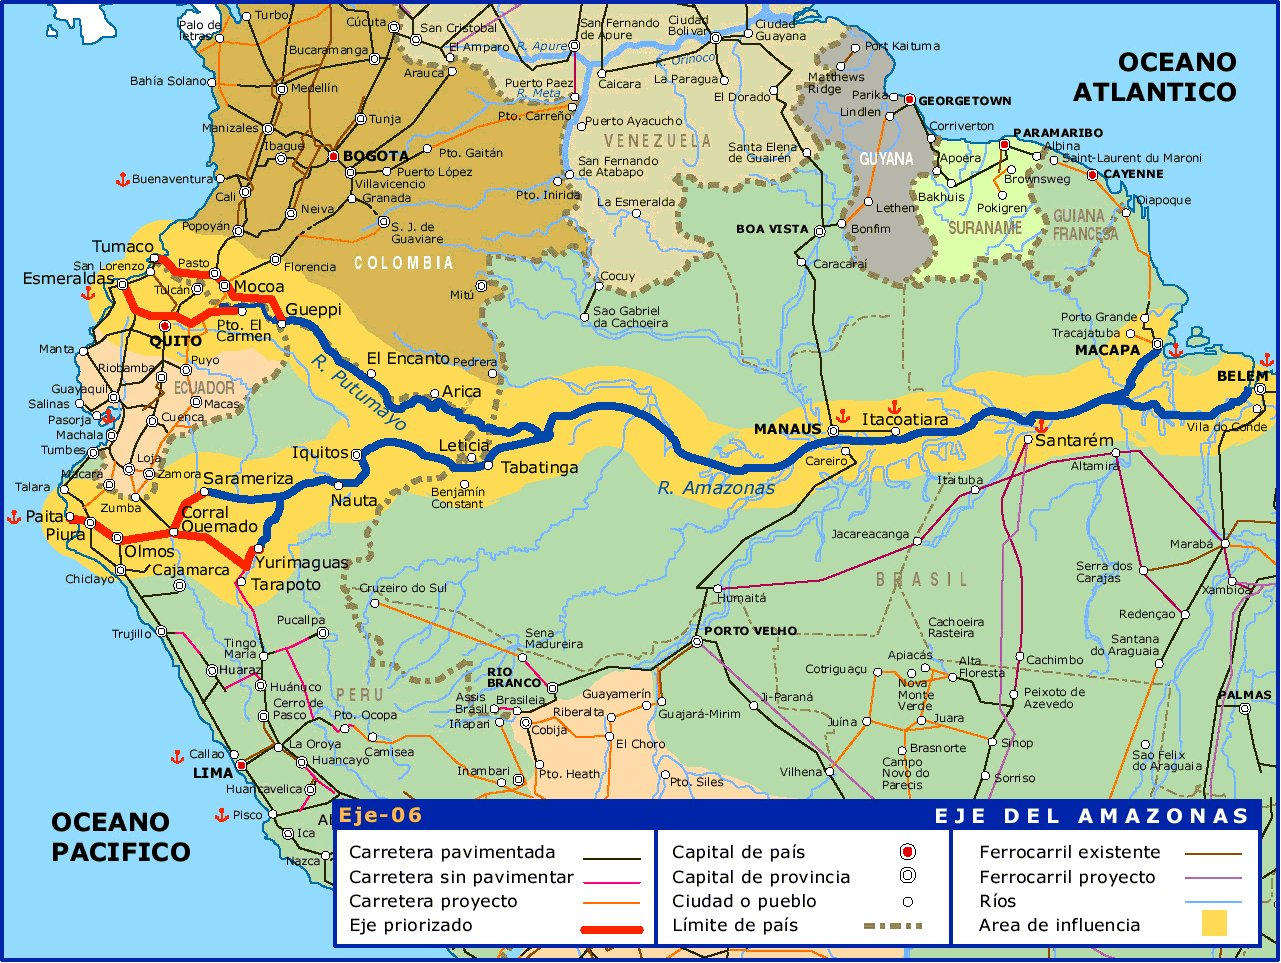 Turbo
Palo de
letras
Cúcuta
San Cristobal
Bucaramanga
El Amparo
R. Apure
San Fernando
de Apure
Ciudad
Bolivar
Ciudad
Guayana
Port Kaituma
OCEANO
ATLANTICO
Bahía Solano
Medellín
Arauca
Puerto Paez
R. Meta
Caicara
R. Orinoco
La Paragua
El Dorado
Matthews
Ridge
Parika
GEORGETOWN
Lindlen
Manizales
Tunja
Pto. Carreño
Puerto Ayacucho
VENEZUELA
Corriverton
PARAMARIBO
Albina
Ibague
BOGOTA
Pto. Gaitán
Santa Elena
de Guairén
GUYANA
Apoera
Saint-Laurent du Maroni
CAYENNE
Buenaventura
Puerto López
Villavicencio
San Fernando
de Atabapo
Brownsweg
Cali
Granada
Pto. Inirida
La Esmeralda
Bakhuis
Lethen
Pokigren
Oiapoque
Neiva
Popoyán
S. J. de
Guaviare
BOA VISTA
Bonfim
SURANAME
GUIANA
FRANCESA
Tumaco
San Lorenzo
Pasto
Florencia
COLOMBIA
Caracaraí
Esmeraldas
Tulcán
Mocoa
Mitú
Cocuy
Gueppi
Sao Gabriel
da Cachoeira
Porto Grande
Tracajatuba
QUITO
Pto. El
Carmen
MACAPA
Manta
Puyo
Riobamba
El Encanto
Pedrera
R. Putumayo
BELEM
Guayaquil
ECUADOR
Salinas
Macas
Arica
Pasorja
Cuenca
Itacoatiara
Machala
MANAUS
Vila do Conde
Tumbes
Iquitos
Leticia
Santarém
Loja
Macará
Zamora
Tabatinga
Careiro
Altamira
Talara
Sarameriza
Nauta
Benjamín
Constant
R. Amazonas
Itaituba
Zumba
Paita
Corral
Quemado
Piura
Olmos
Jacareacanga
Marabá
Cajamarca
Yurimaguas
Chiclayo
Tarapoto
Cruzeiro do Sul
Humaitá
BRASIL
Serra dos
Carajas
Xambioá
Pucallpa
Redençao
Trujillo
Tingo
Maria
Sena
Madureira
PORTO VELHO
Cachoeira
Rasteira
Santana
do Araguaia
Huaraz
RIO
BRANCO
Cotriguaçu
Apiacás
Alta
Floresta
Cachimbo
Huánuco
PERU
Assis
Brásil
Brasileia
Guayamerín
Ji-Paraná
Nova
Monte
Verde
Peixoto de
Azevedo
PALMAS
Cerro de
Pasco
Pto. Ocopa
Iñapari
Riberalta
Guajará-Mirim
Juína
Juara
Cobija
Callao
La Oroya
Camisea
El Choro
Brasnorte
Sinop
Sao Felix
do Araguaia
LIMA
Huancayo
Inambari
Pto. Heath
Pto. Siles
Vilhena
Campo
Novo do
Parecis
Sorriso
Huancavelica
Pisco
Ica
Nazca
OCEANO
PACIFICO
Eje-06
EJE DEL AMAZONAS
Carretera pavimentada
Carretera sin pavimentar
Carretera proyecto
Eje priorizado
Capital de país
Capital de provincia
Ciudad o pueblo
Límite de país
Ferrocarril existente
Ferrocarril proyecto
Ríos
Area de influencia